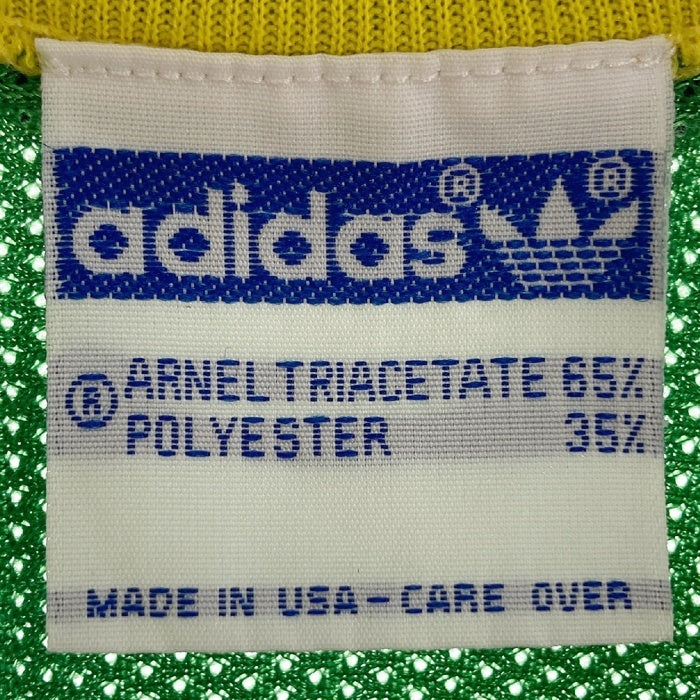 adidas® ®
® ARNEL TRIACETATE 65%
POLYESTER 35%
MADE IN USA-CARE OVER